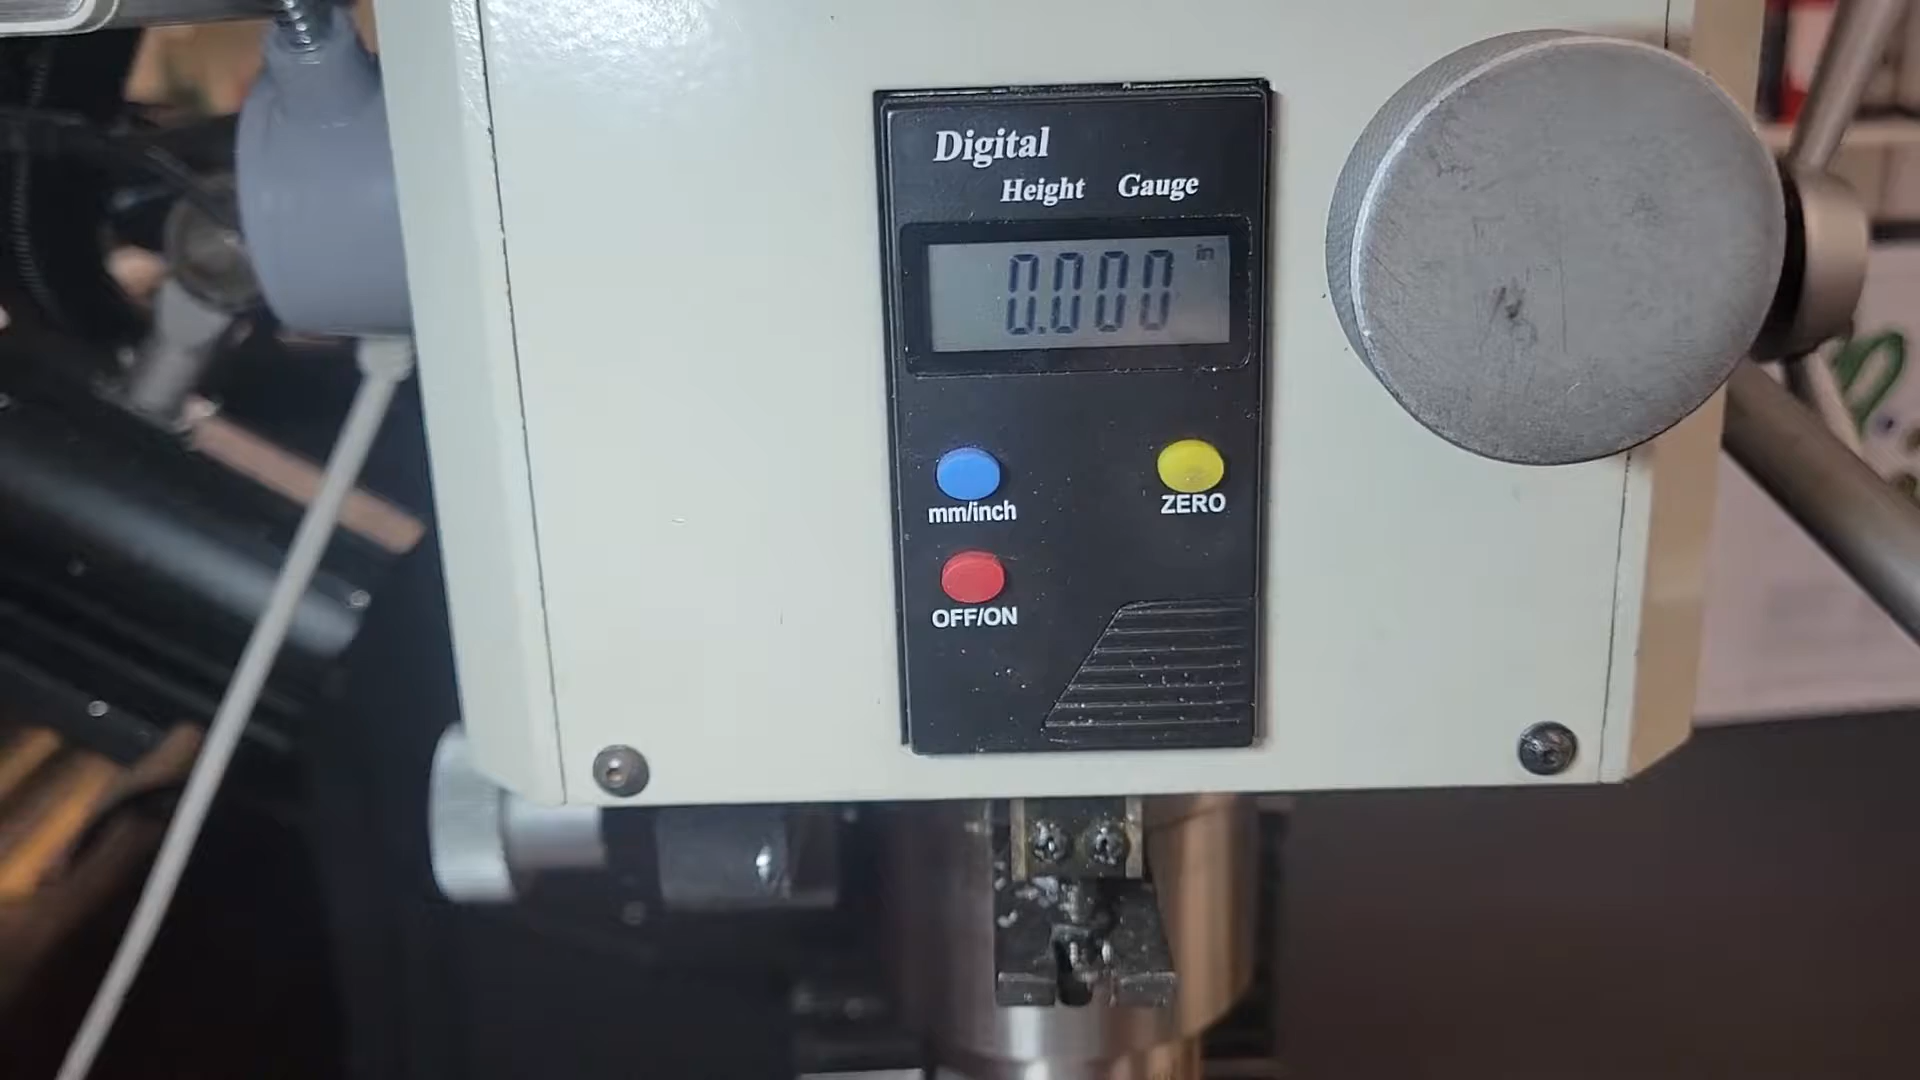 Digital
Height Gauge
0.000 in
mm/inch
ZERO
OFF/ON